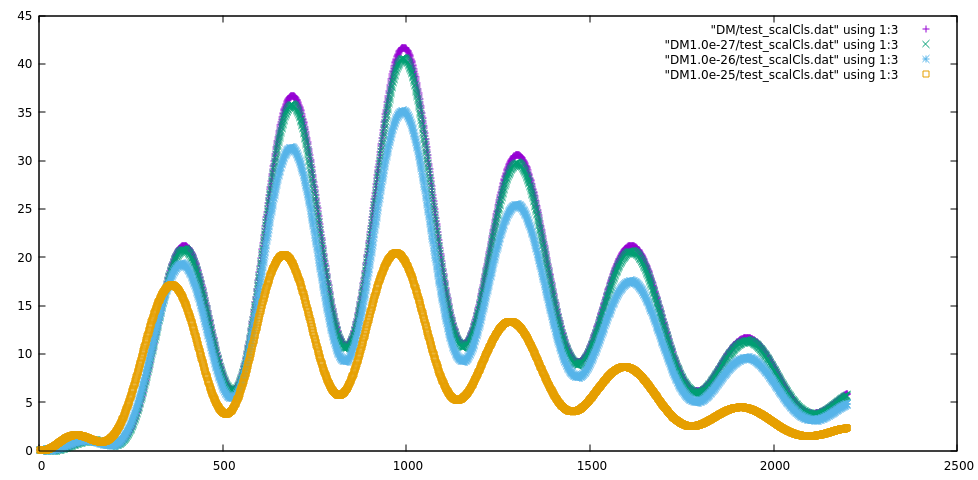 45
40
35
30
25
20
15
10
5
0
0 500 1000 1500 2000 2500
"DM/test_scalCls.dat" using 1:3
"DM1.0e-27/test_scalCls.dat" using 1:3
"DM1.0e-26/test_scalCls.dat" using 1:3
"DM1.0e-25/test_scalCls.dat" using 1:3